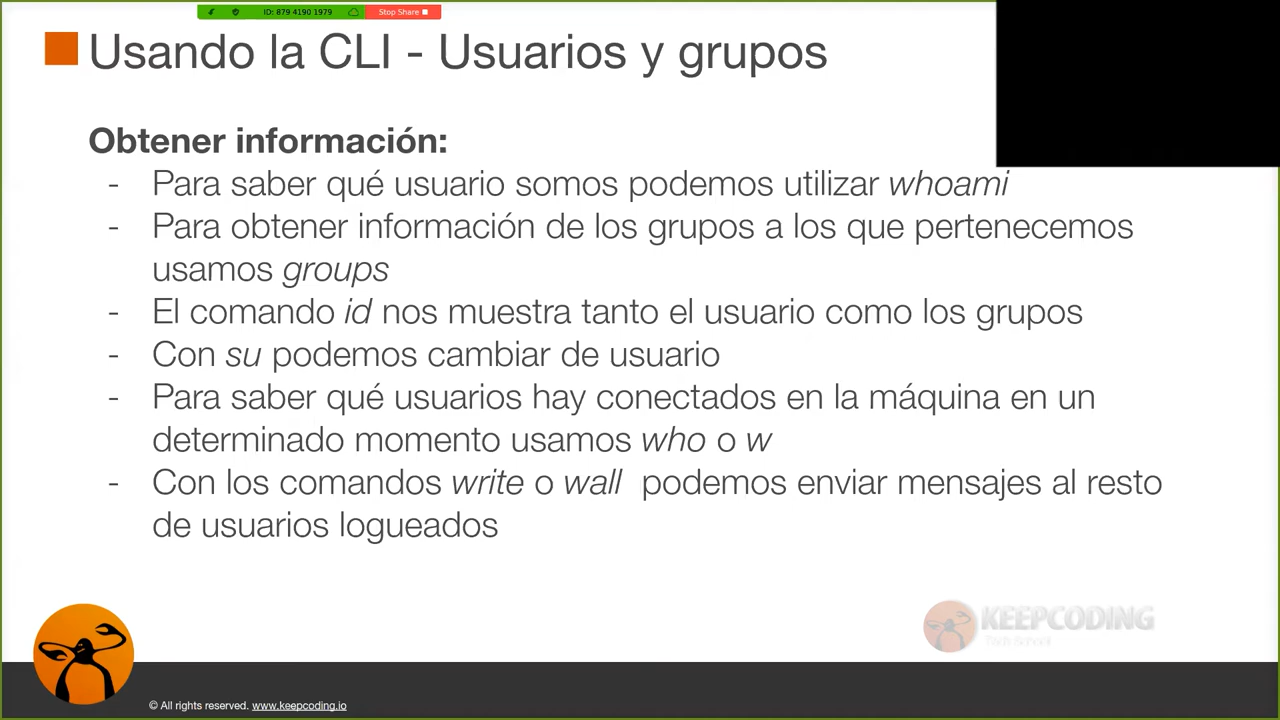 ID: 879 4190 1979
Stop Share
Usando la CLI - Usuarios y grupos
Obtener información:
- Para saber qué usuario somos podemos utilizar whoami
- Para obtener información de los grupos a los que pertenecemos
usamos groups
- El comando id nos muestra tanto el usuario como los grupos
- Con su podemos cambiar de usuario
- Para saber qué usuarios hay conectados en la máquina en un
determinado momento usamos who o w
- Con los comandos write o wall podemos enviar mensajes al resto
de usuarios logueados
KEEPCODING
Tech School
© All rights reserved. www.keepcoding.io